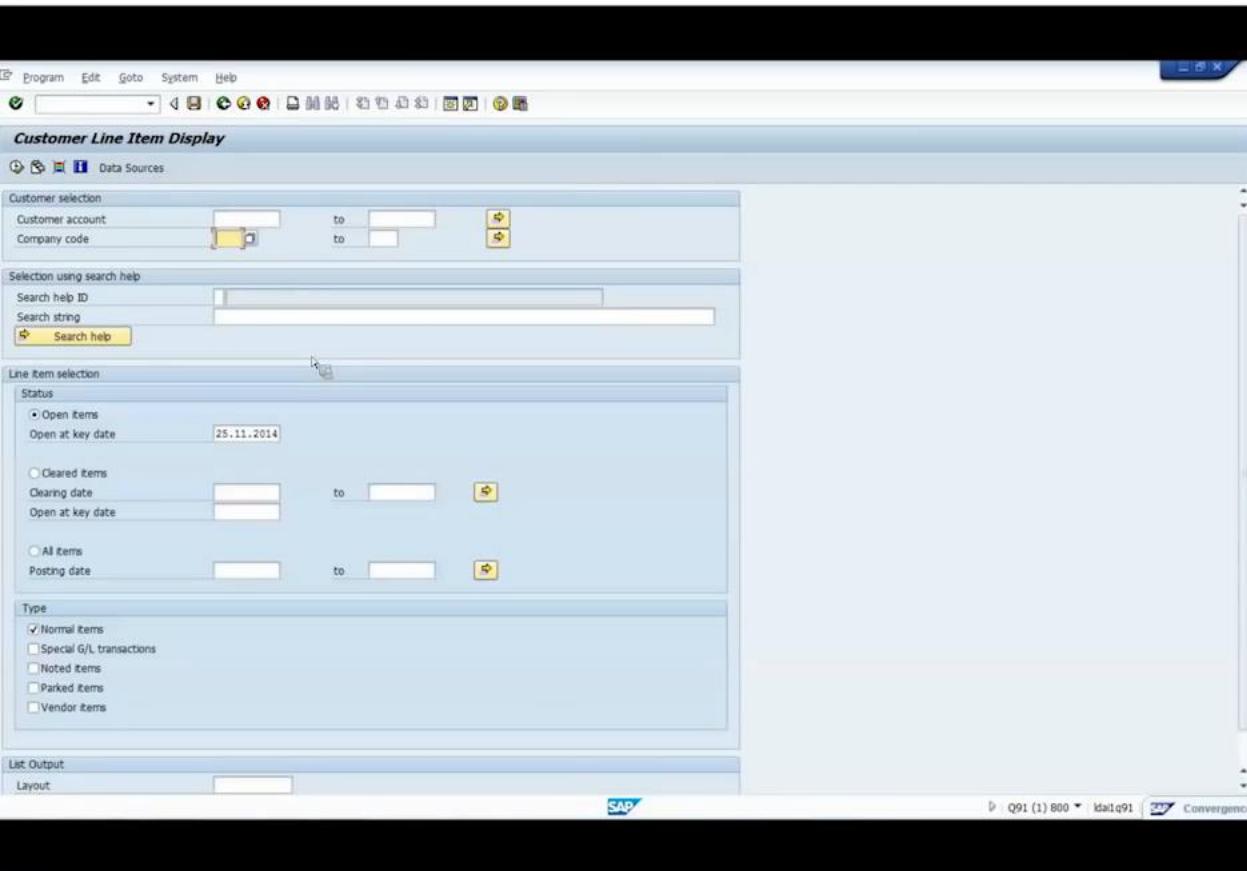 Program Edit Goto System Help
Customer Line Item Display
Data Sources
Customer selection
Customer account to
Company code to
Selection using search help
Search help ID
Search string
Search help
Line item selection
Status
Open items
Open at key date 25.11.2014
Cleared items
Clearing date to
Open at key date
All items
Posting date to
Type
Normal items
Special G/L transactions
Noted items
Parked items
Vendor items
List Output
Layout
SAP Q91 (1) 800 SAP Convergenc